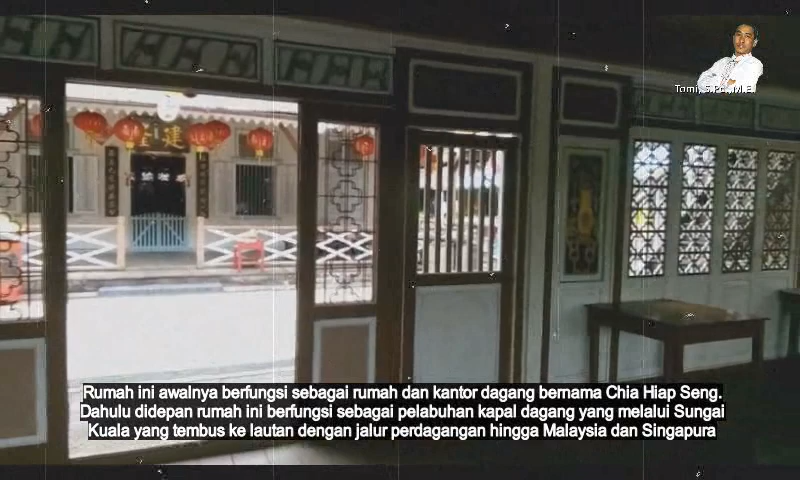 Tomi, S.Pd., M.E.
建
Rumah ini awalnya berfungsi sebagai rumah dan kantor dagang bernama Chia Hiap Seng.
Dahulu didepan rumah ini berfungsi sebagai pelabuhan kapal dagang yang melalui Sungai
Kuala yang tembus ke lautan dengan jalur perdagangan hingga Malaysia dan Singapura